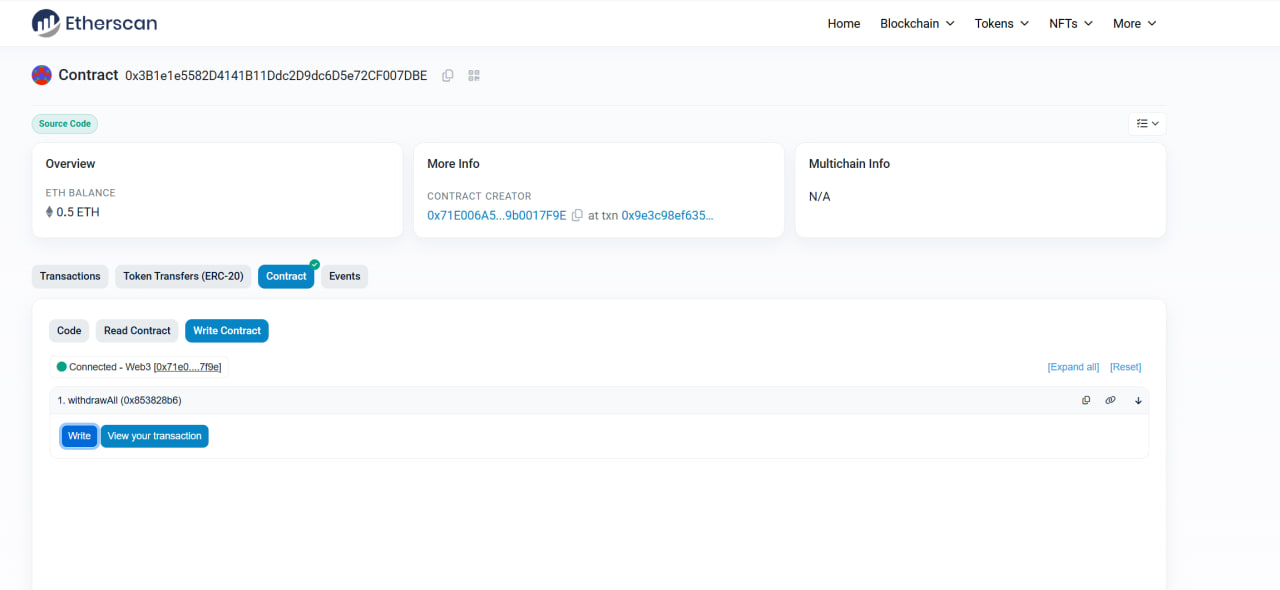 Etherscan
Home Blockchain Tokens NFTs More
Contract 0x3B1e1e5582D4141B11Ddc2D9dc6D5e72CF007DBE
Source Code
Overview
ETH BALANCE
0.5 ETH
More Info
CONTRACT CREATOR
0x71E006A5...9b0017F9E at txn 0x9e3c98ef635...
Multichain Info
N/A
Transactions Token Transfers (ERC-20) Contract Events
Code Read Contract Write Contract
Connected - Web3 [0x71e0....7f9e] [Expand all] [Reset]
1. withdrawAll (0x853828b6)
Write View your transaction